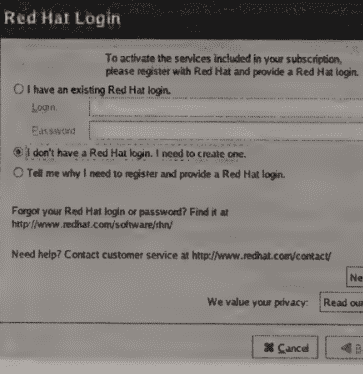 Red Hat Login
To activate the services included in your subscription,
please register with Red Hat and provide a Red Hat login.
I have an existing Red Hat login.
Login:
Password
I don't have a Red Hat login. I need to create one.
Tell me why I need to register and provide a Red Hat login.
Forgot your Red Hat login or password? Find it at
http://www.redhat.com/software/rhn/
Need help? Contact customer service at http://www.redhat.com/contact/
Ne
We value your privacy: Read our
Cancel B